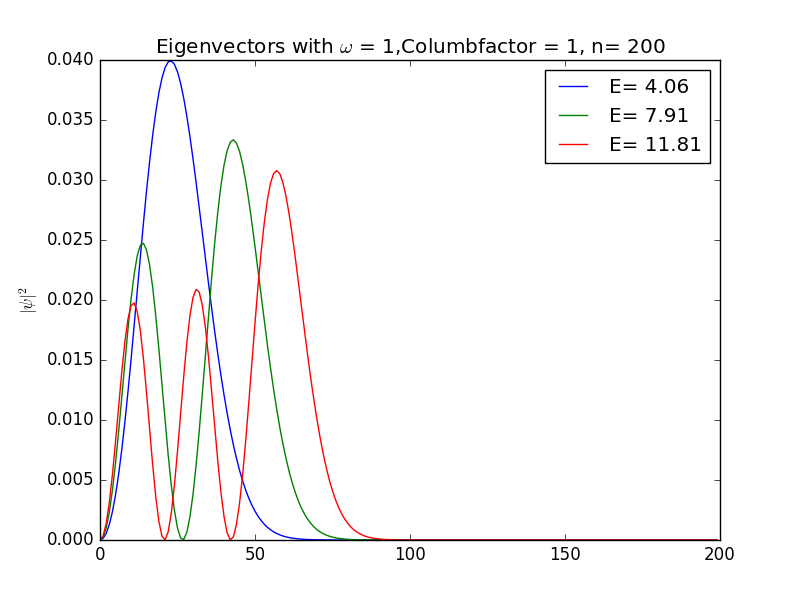 Eigenvectors with ω = 1,Columbfactor = 1, n= 200
0.040
0.035
0.030
0.025
0.020
0.015
0.010
0.005
0.000
|ψ|²
E= 4.06
E= 7.91
E= 11.81
0 50 100 150 200